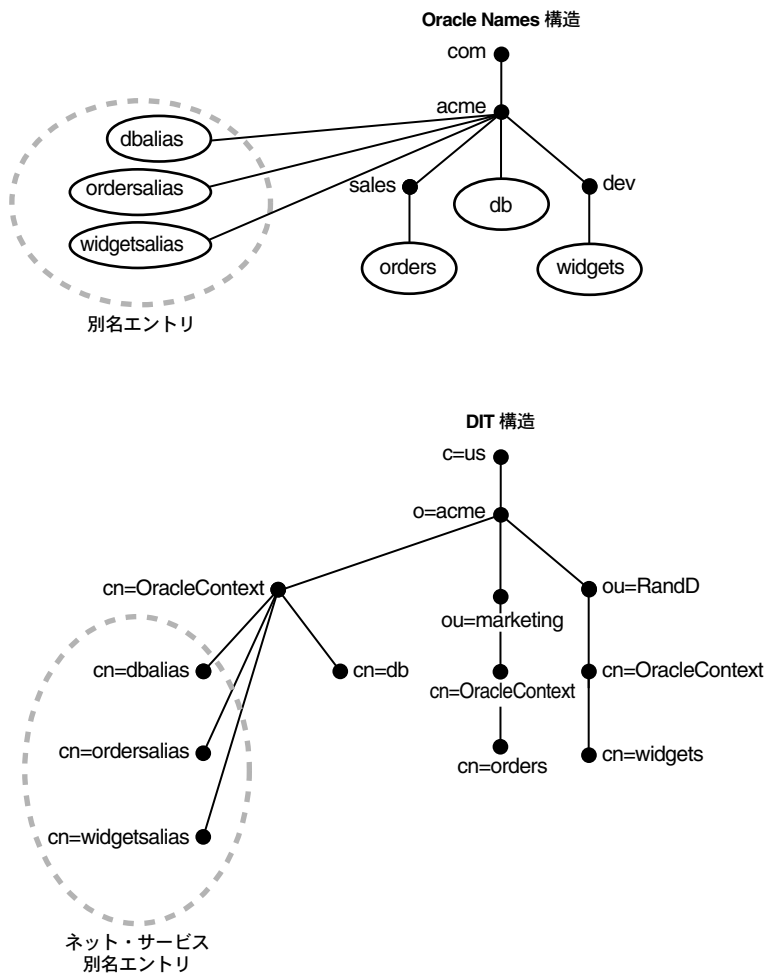 Oracle Names 構造
com
acme
dbalias
ordersalias
widgetsalias
sales
db
dev
orders
widgets
別名エントリ
DIT 構造
c=us
o=acme
cn=OracleContext
ou=RandD
ou=marketing
cn=dbalias
cn=db
cn=OracleContext
cn=OracleContext
cn=ordersalias
cn=orders
cn=widgets
cn=widgetsalias
ネット・サービス
別名エントリ